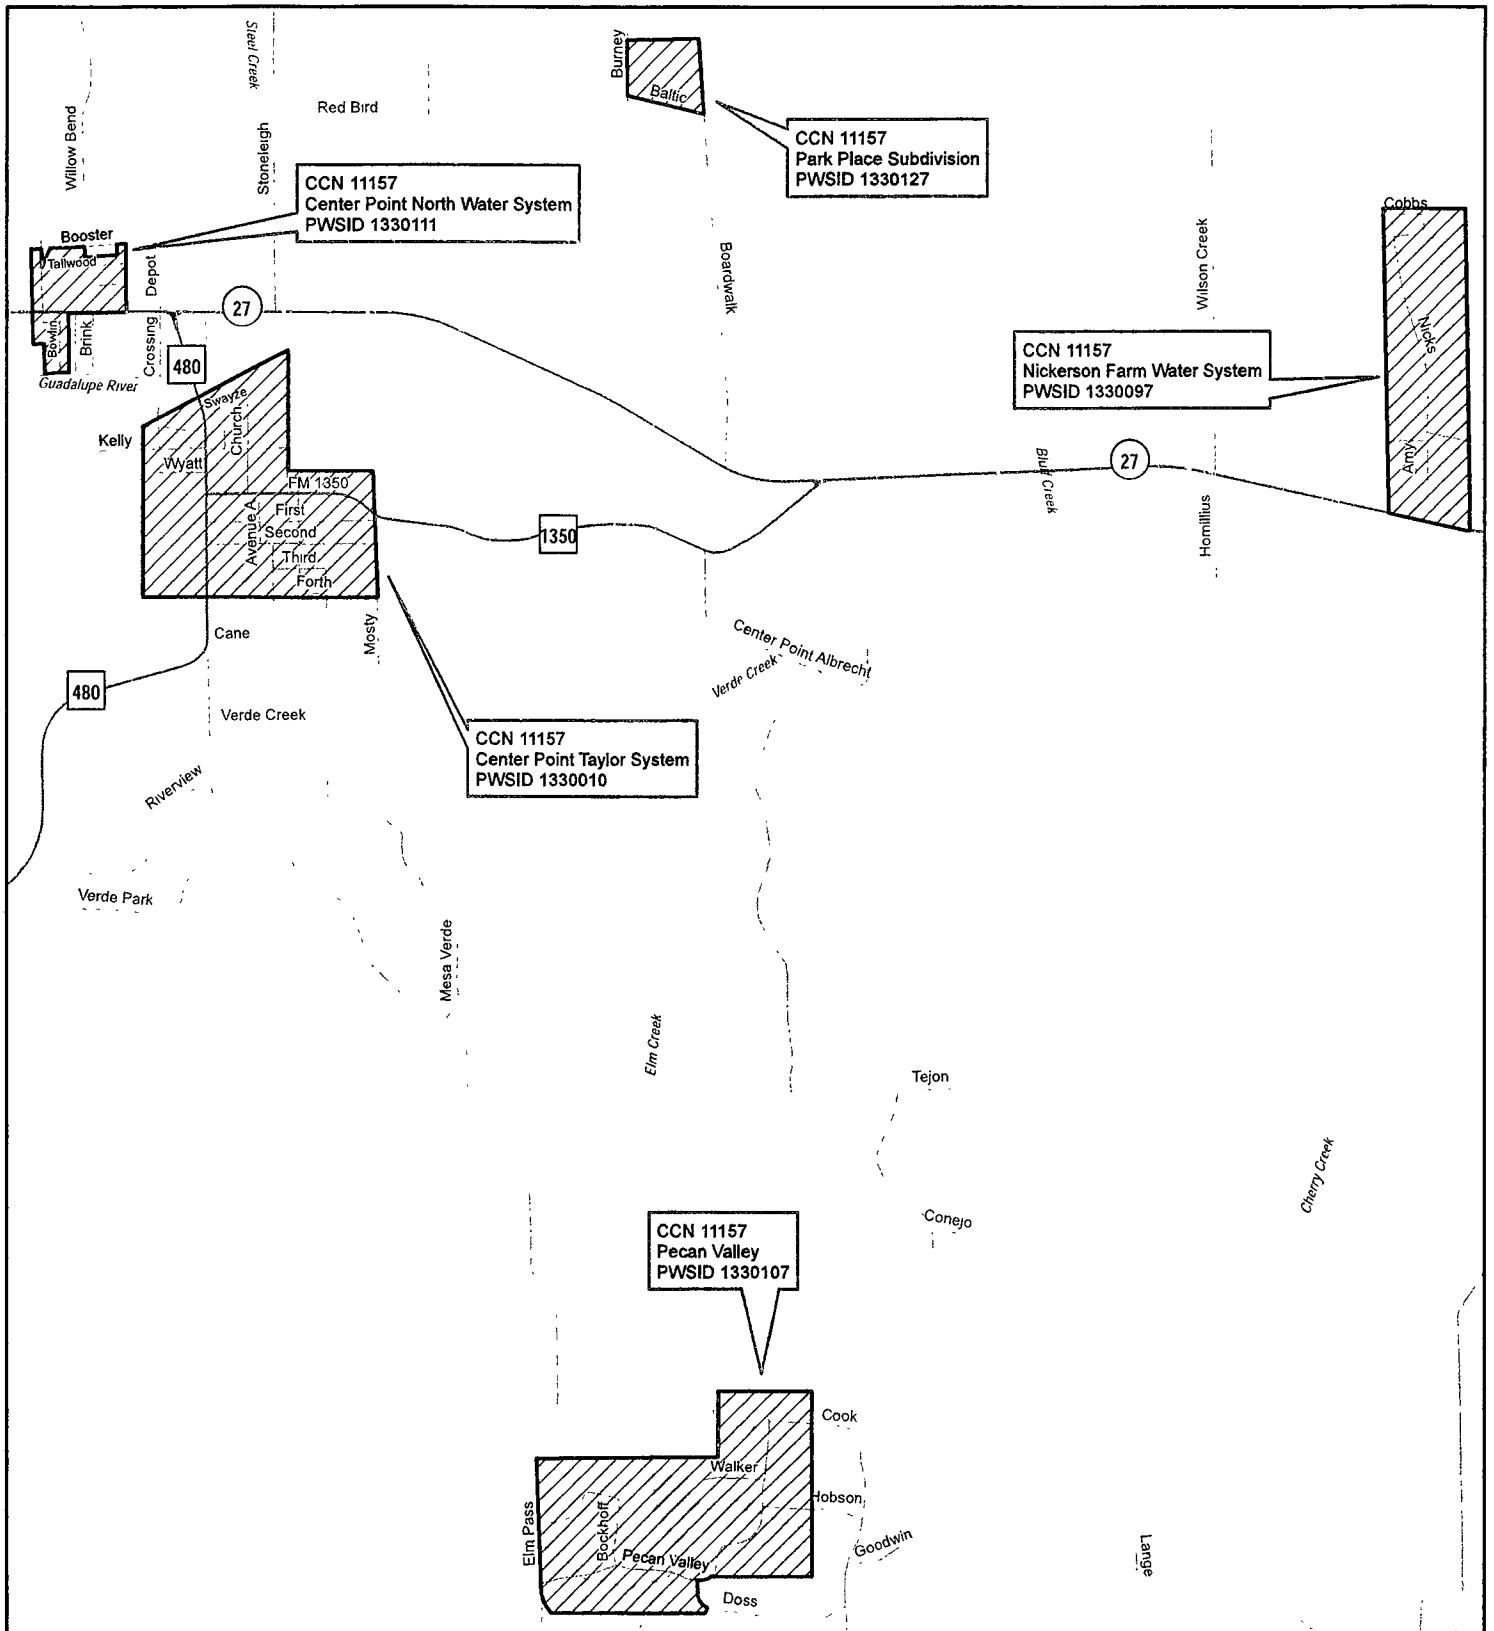 Steel Creek
Burney
Baltic
Red Bird
Willow Bend
Stoneleigh
CCN 11157
Park Place Subdivision
PWSID 1330127
CCN 11157
Center Point North Water System
PWSID 1330111
Cobbs
Booster
Tallwood
Depot
Boardwalk
Wilson Creek
27
Bowlin
Brink
Crossing
480
Nicks
CCN 11157
Nickerson Farm Water System
PWSID 1330097
Guadalupe River
Swayze
Church
Kelly
Wyatt
Amy
27
Bluff Creek
FM 1350
First
Avenue A
Second
1350
Honillius
Third
Forth
Cane
Mosty
Center Point Albrecht
Verde Creek
480
Verde Creek
CCN 11157
Center Point Taylor System
PWSID 1330010
Riverview
Verde Park
Mesa Verde
Elm Creek
Tejon
Cherry Creek
Conejo
CCN 11157
Pecan Valley
PWSID 1330107
Cook
Walker
Hobson
Elm Pass
Bockhoff
Pecan Valley
Goodwin
Lange
Doss